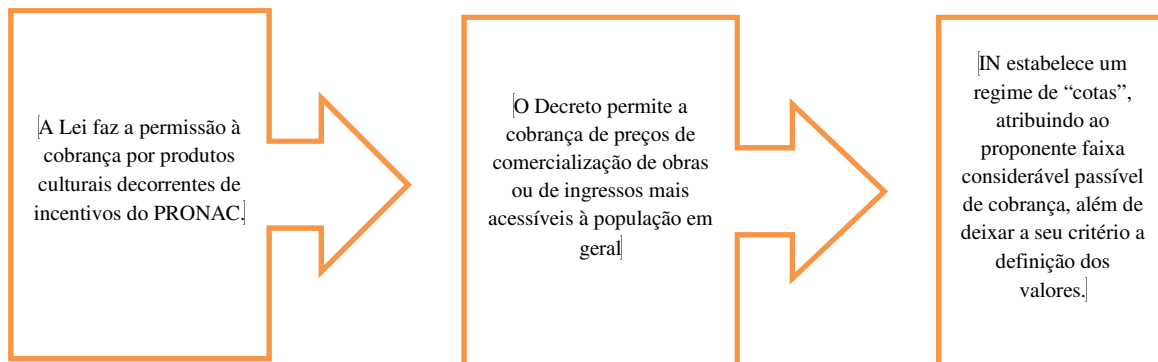 A Lei faz a permissão à
cobrança por produtos
culturais decorrentes de
incentivos do PRONAC.
O Decreto permite a
cobrança de preços de
comercialização de obras
ou de ingressos mais
acessíveis à população em
geral
IN estabelece um
regime de “cotas”,
atribuindo ao
proponente faixa
considerável passível
de cobrança, além de
deixar a seu critério a
definição dos
valores.